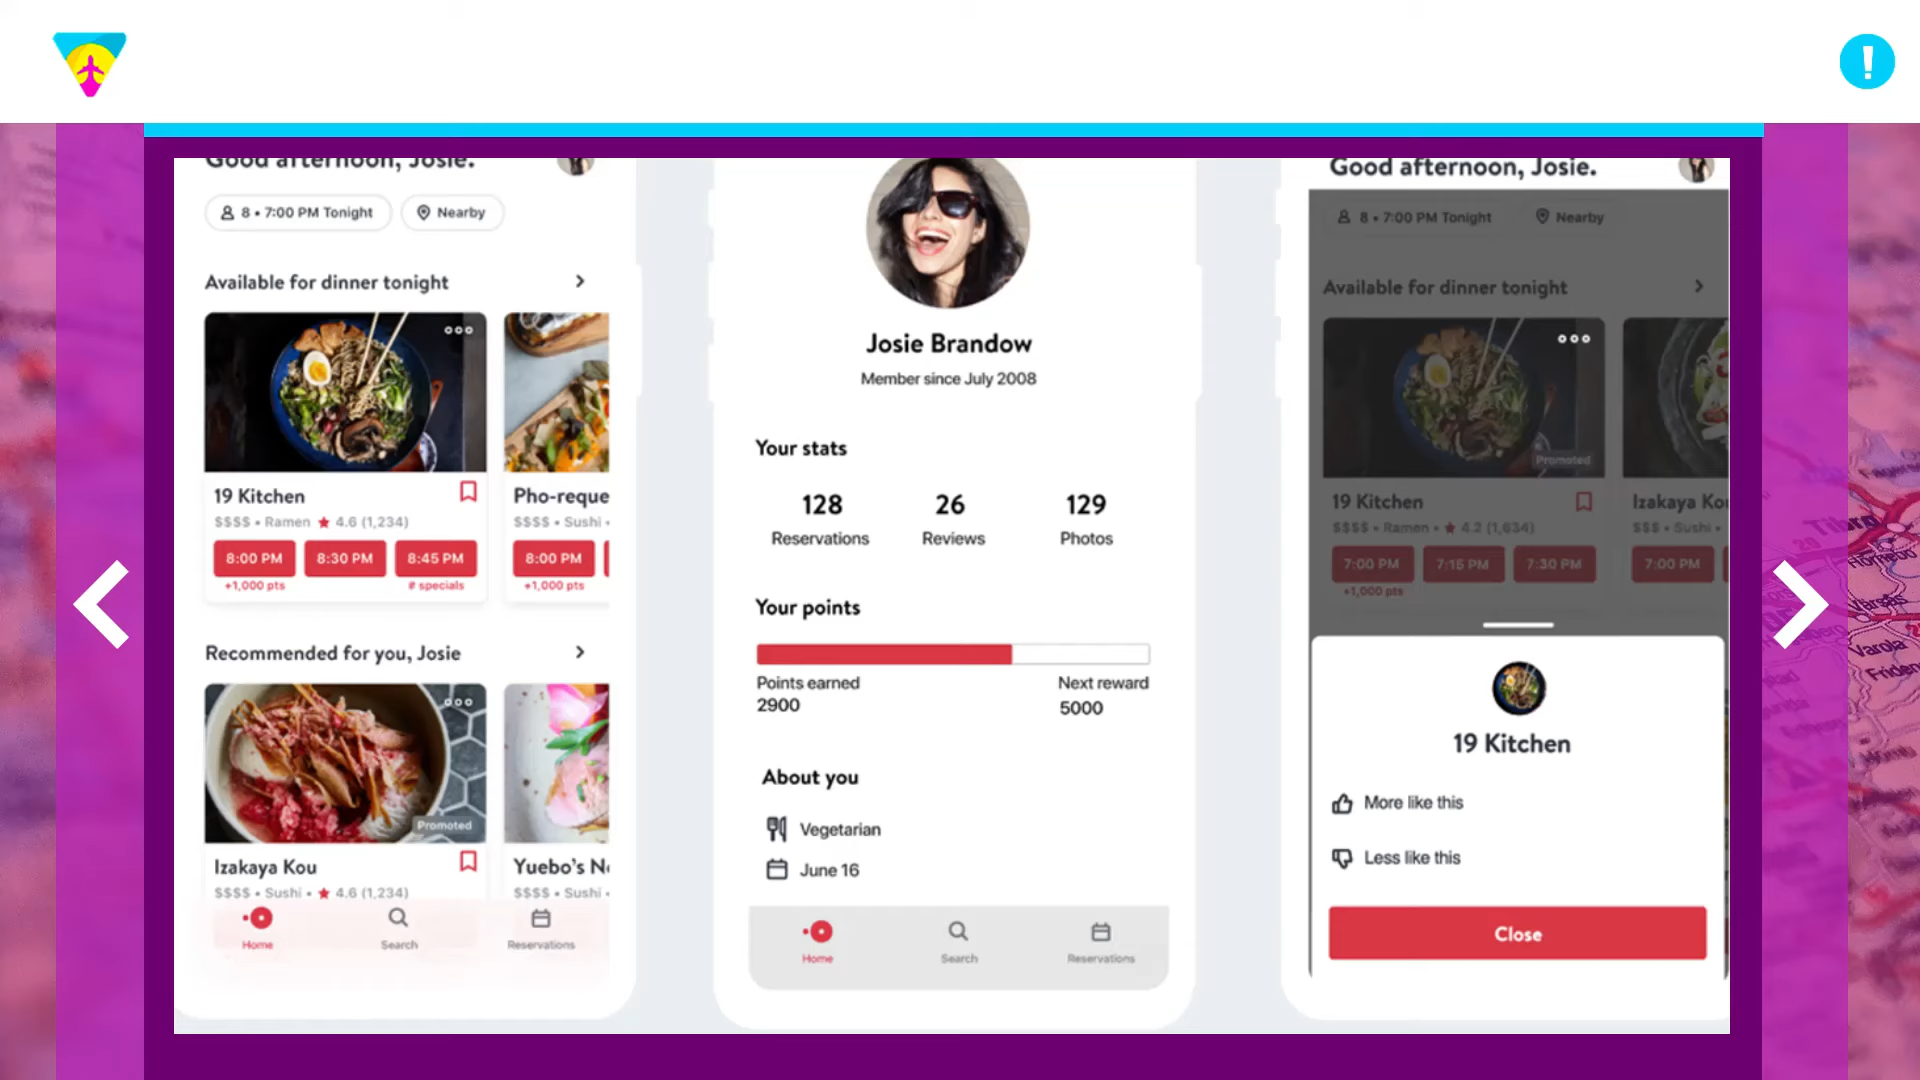 Good afternoon, Josie.
8 • 7:00 PM Tonight
Nearby
Available for dinner tonight
19 Kitchen
$$$$ • Ramen ★ 4.6 (1,234)
8:00 PM
8:30 PM
8:45 PM
+1,000 pts
# specials
Pho-reque
$$$$ • Sushi •
8:00 PM
+1,000 pts
Recommended for you, Josie
Promoted
Izakaya Kou
$$$$ • Sushi • ★ 4.6 (1,234)
Yuebo's N
$$$$ • Sushi •
Home
Search
Reservations
Josie Brandow
Member since July 2008
Your stats
128
26
129
Reservations
Reviews
Photos
Your points
Points earned
2900
Next reward
5000
About you
Vegetarian
June 16
Home
Search
Reservations
Good afternoon, Josie.
8 • 7:00 PM Tonight
Nearby
Available for dinner tonight
Promoted
19 Kitchen
$$$$ • Ramen • ★ 4.2 (1,634)
7:00 PM
7:15 PM
7:30 PM
+1,000 pts
Izakaya Kou
$$$ • Sushi •
7:00 PM
19 Kitchen
More like this
Less like this
Close
Varola